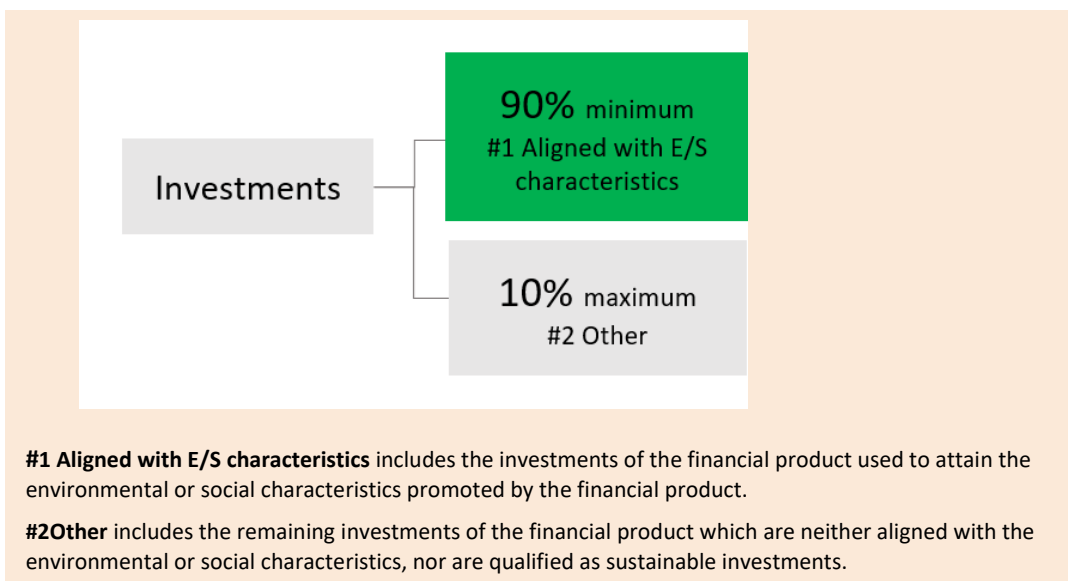 90% minimum
#1 Aligned with E/S
characteristics
Investments
10% maximum
#2 Other
#1 Aligned with E/S characteristics includes the investments of the financial product used to attain the
environmental or social characteristics promoted by the financial product.
#2Other includes the remaining investments of the financial product which are neither aligned with the
environmental or social characteristics, nor are qualified as sustainable investments.